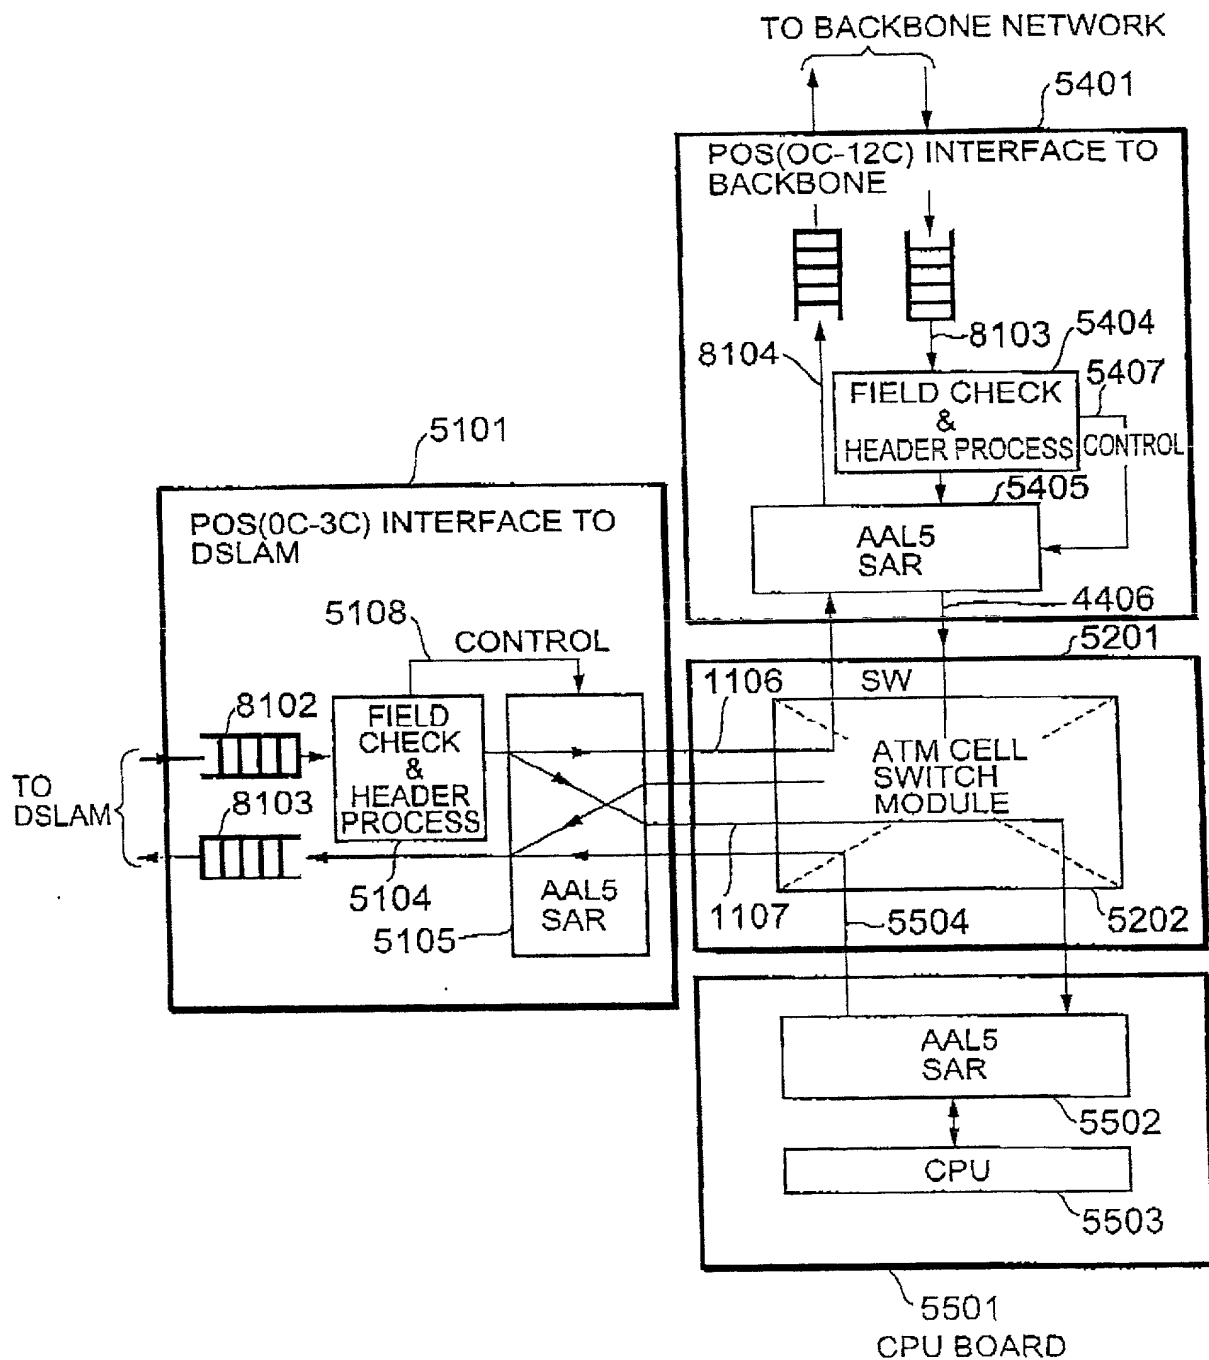 TO BACKBONE NETWORK
5401
POS(OC-12C) INTERFACE TO
BACKBONE
8104
8103
5404
5407
FIELD CHECK
&
HEADER PROCESS
CONTROL
5405
AAL5
SAR
4406
5101
POS(0C-3C) INTERFACE TO
DSLAM
5108
CONTROL
8102
FIELD
CHECK
&
HEADER
PROCESS
TO
DSLAM
8103
5104
5105
AAL5
SAR
5201
SW
1106
ATM CELL
SWITCH
MODULE
1107
5504
5202
AAL5
SAR
5502
CPU
5503
5501
CPU BOARD